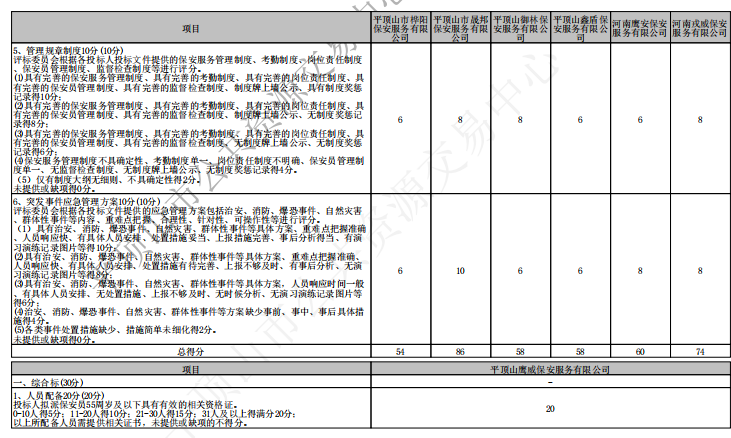 项目
平顶山市桦阳保安服务有限公司
平顶山市晟邦保安服务有限公司
平顶山御林保安服务有限公司
平顶山鑫盾保安服务有限公司
河南鹰安保安服务有限公司
河南戎威保安服务有限公司
5、管理规章制度10分(10分)
评标委员会根据各投标人投标文件提供的保安服务管理制度、考勤制度、岗位责任制度
、保安员管理制度、监督检查制度等进行评分。
(1)具有完善的保安服务管理制度、具有完善的考勤制度、具有完善的岗位责任制度、具
有完善的保安员管理制度、具有完善的监督检查制度、制度牌上墙公示、具有制度奖惩
记录得10分；
(2)具有完善的保安服务管理制度、具有完善的考勤制度、具有完善的岗位责任制度、具
有完善的保安员管理制度、具有完善的监督检查制度、制度牌上墙公示、无制度奖惩记
录得8分；
(3)具有完善的保安服务管理制度、具有完善的考勤制度、具有完善的岗位责任制度、具
有完善的保安员管理制度、具有完善的监督检查制度、无制度牌上墙公示、无制度奖惩
记录得6分；
(4)保安服务管理制度不具确定性、考勤制度单一、岗位责任制度不明确、保安员管理制
度单一、无监督检查制度、无制度牌上墙公示、无制度奖惩记录得4分；
（5）仅有制度大纲无细则、不具确定性得2分。
未提供或缺项得0分。
6 8 8 6 6 8
6、突发事件应急管理方案10分(10分)
评标委员会根据各投标文件提供的应急管理方案包括治安、消防、爆恐事件、自然灾害
、群体性事件等内容、重难点把握、合理性、针对性、可操作性等进行评分。
（1）具有治安、消防、爆恐事件、自然灾害、群体性事件等具体方案、重难点把握准确
、人员响应快、有具体人员安排、处置措施妥当、上报措施完善、事后分析得当、有演
习演练记录图片等得10分；
(2)具有治安、消防、爆恐事件、自然灾害、群体性事件等具体方案、重难点把握准确、
人员响应快、有具体人员安排、处置措施有待完善、上报不够及时、有事后分析、无演
习演练记录图片等得8分；
(3)具有治安、消防、爆恐事件、自然灾害、群体性事件等具体方案，人员响应时间一般
、有具体人员安排、无处置措施、上报不够及时、无时候分析、无演习演练记录图片等
得6分；
(4)治安、消防、爆恐事件、自然灾害、群体性事件等方案缺少事前、事中、事后具体措
施得4分。
(5)各类事件处置措施缺少、措施简单未细化得2分。
未提供或缺项得0分。
6 10 6 6 8 8
总得分 54 86 58 58 60 74
项目 平顶山鹰威保安服务有限公司
一、综合标(30分) -
1、人员配备20分(20分)
投标人拟派保安员55周岁及以下具有有效的相关资格证。
0-10人得5分；11-20人得10分；21-30人得15分；31人及以上得满分20分；
以上所配备人员需提供相关证书，未提供或缺项的不得分。
20